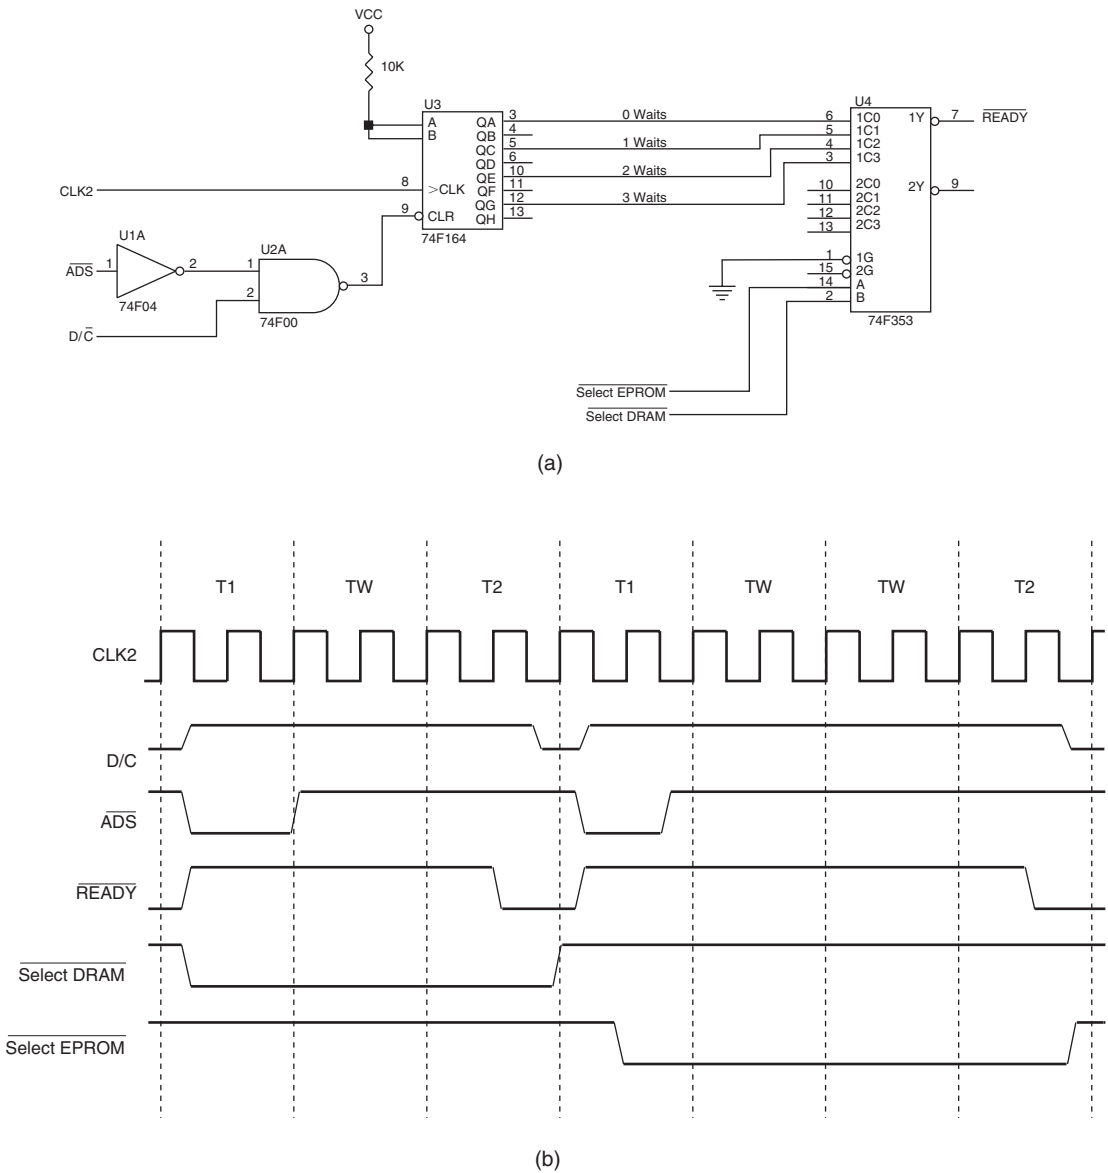 VCC
10K
U3
A
B
QA
QB
QC
QD
QE
QF
QG
QH
3
4
5
6
10
11
12
13
CLK2
8
>CLK
9
CLR
74F164
0 Waits
1 Waits
2 Waits
3 Waits
U4
6
5
4
3
1C0
1C1
1C2
1C3
1Y
7
READY
10
11
12
13
2C0
2C1
2C2
2C3
2Y
9
1
15
14
2
1G
2G
A
B
74F353
U1A
ADS
1
2
74F04
U2A
1
2
3
74F00
D/C
Select EPROM
Select DRAM
(a)
T1
TW
T2
T1
TW
TW
T2
CLK2
D/C
ADS
READY
Select DRAM
Select EPROM
(b)